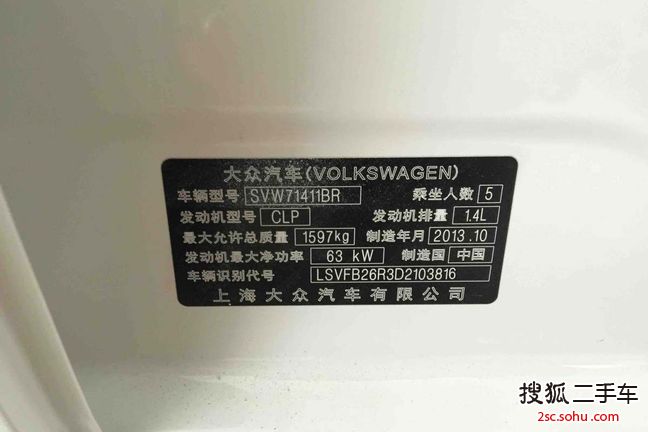 大众汽车(VOLKSWAGEN)
车辆型号 SVW71411BR 乘坐人数 5
发动机型号 CLP 发动机排量 1.4L
最大允许总质量 1597kg 制造年月 2013.10
发动机最大净功率 63 kW 制造国 中国
车辆识别代号 LSVFB26R3D2103816
上海大众汽车有限公司
搜狐二手车
2sc.sohu.com